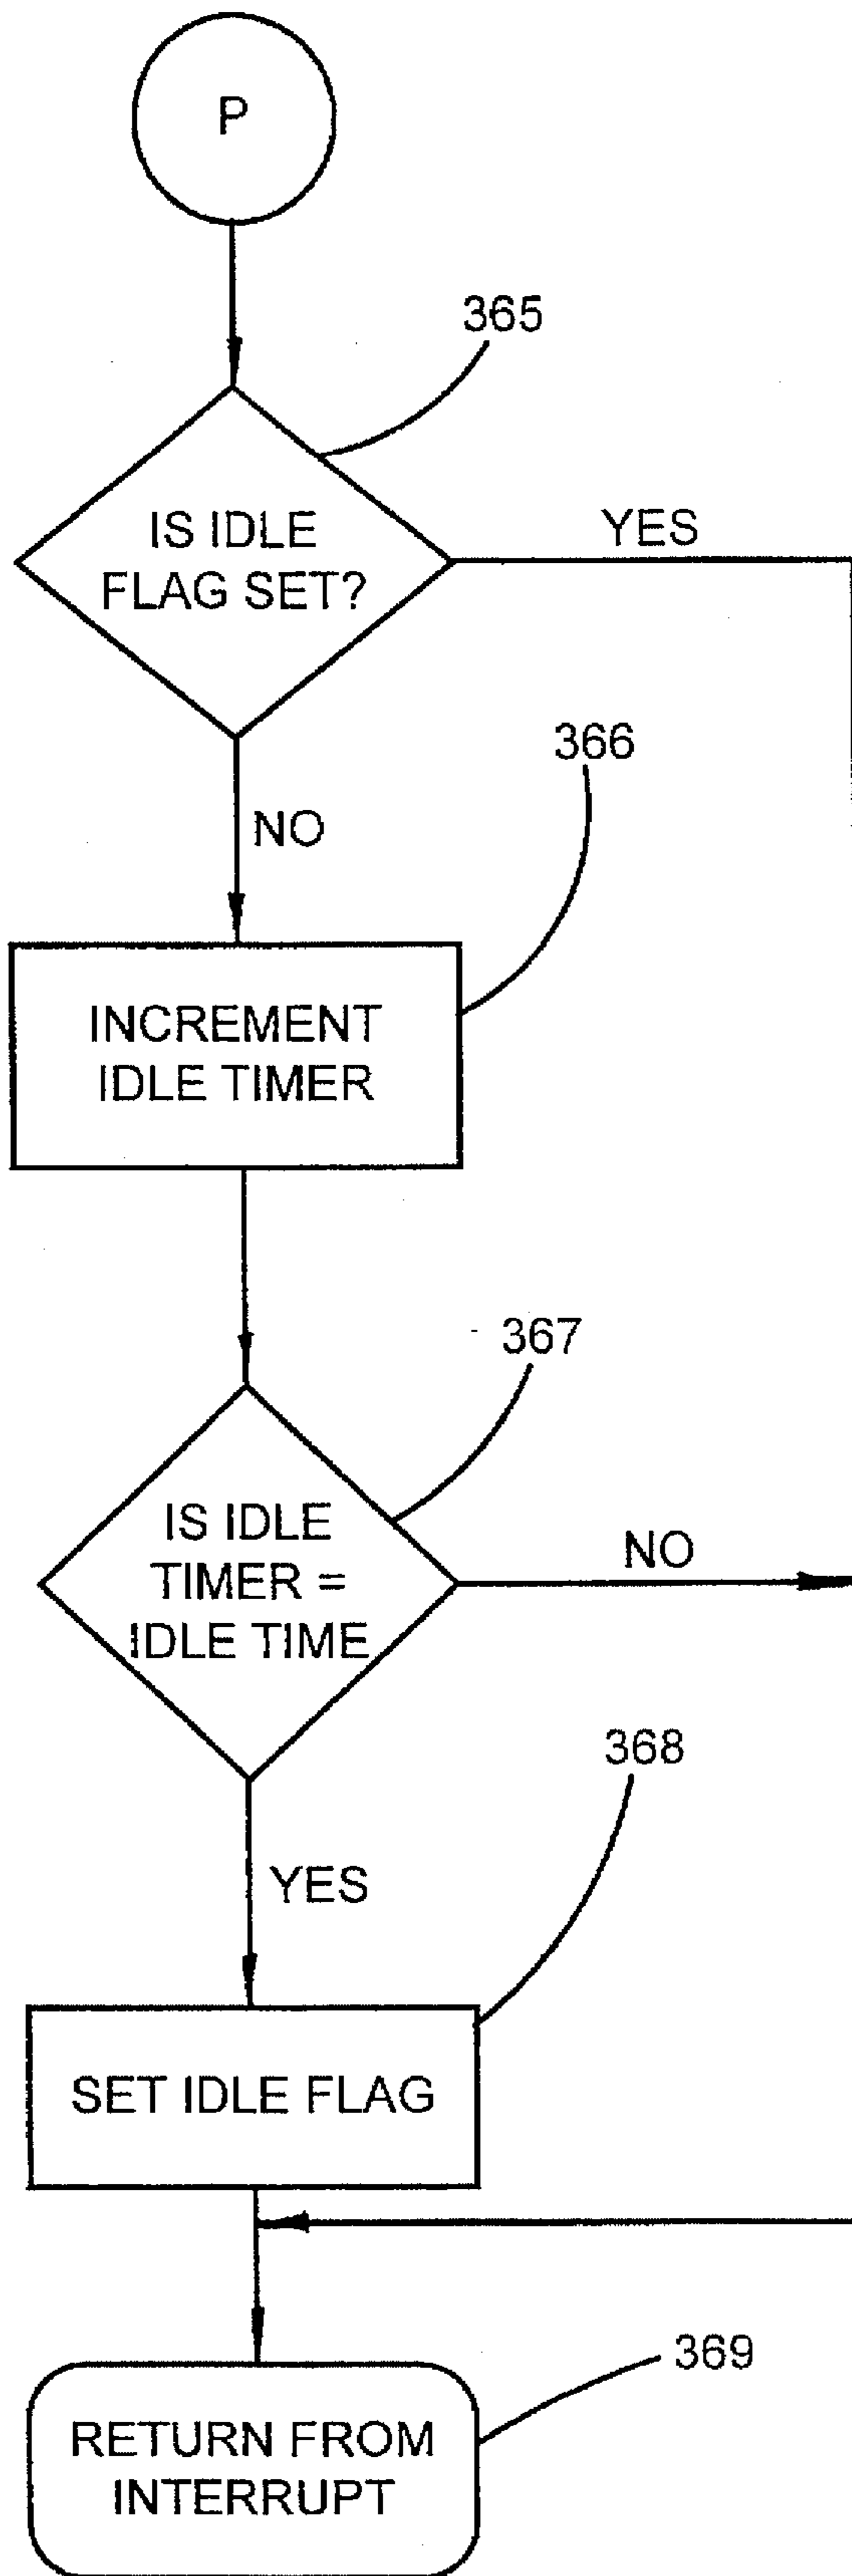 P
365
IS IDLE
FLAG SET?
YES
366
NO
INCREMENT
IDLE TIMER
367
IS IDLE
TIMER =
IDLE TIME
NO
368
YES
SET IDLE FLAG
369
RETURN FROM
INTERRUPT